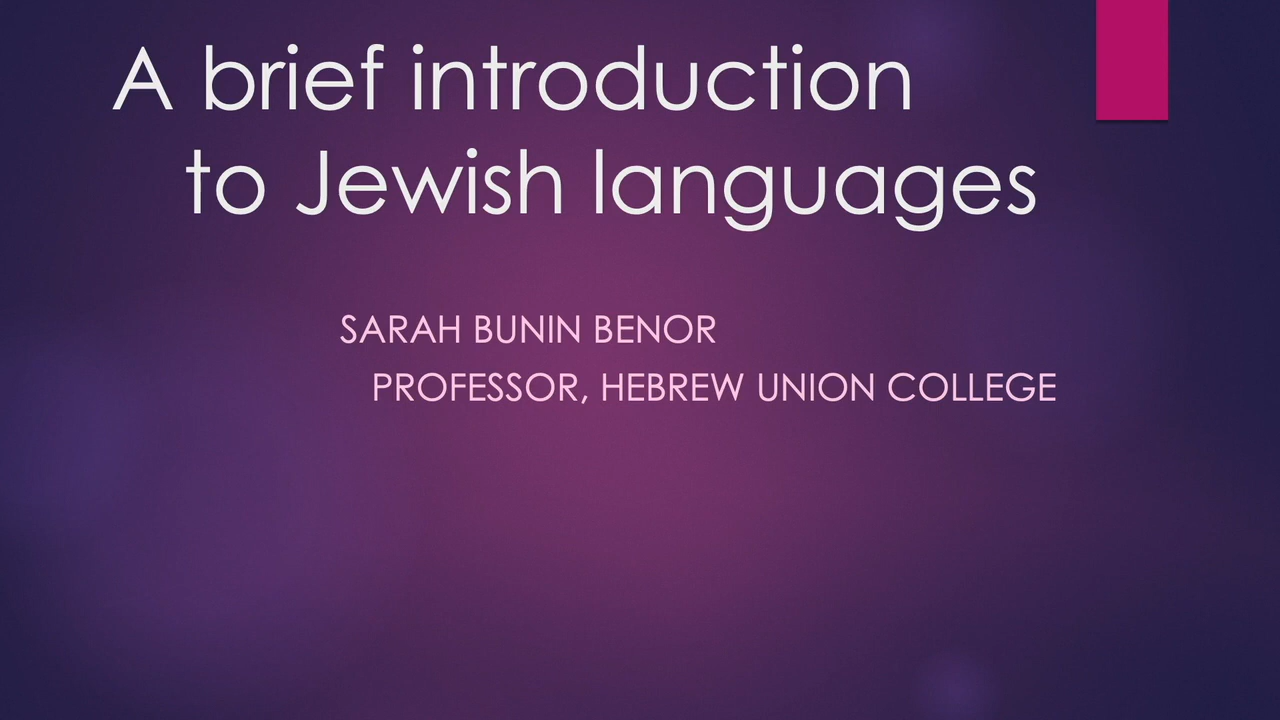 A brief introduction
to Jewish languages
SARAH BUNIN BENOR
PROFESSOR, HEBREW UNION COLLEGE